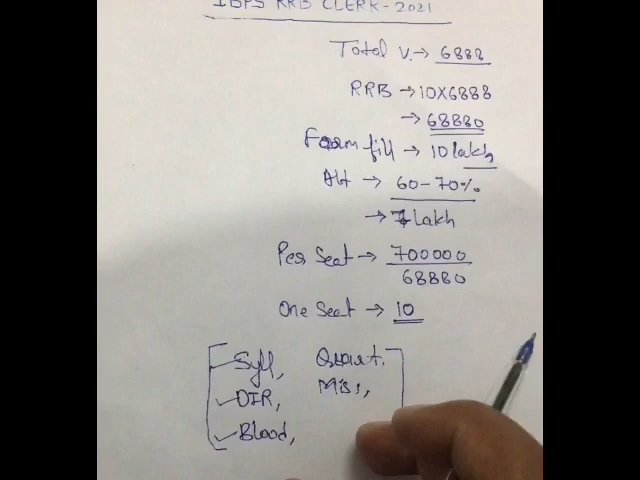 IBPS RRB CLERK-2021
Total V. → 6888
RRB → 10X6888
→ 68880
Foarm fill → 10 lakh
Att → 60-70%
→ 7 Lakh
Per Seat → 700000
68880
One Seat → 10
Syll, Quant,
DIR,
Blood,